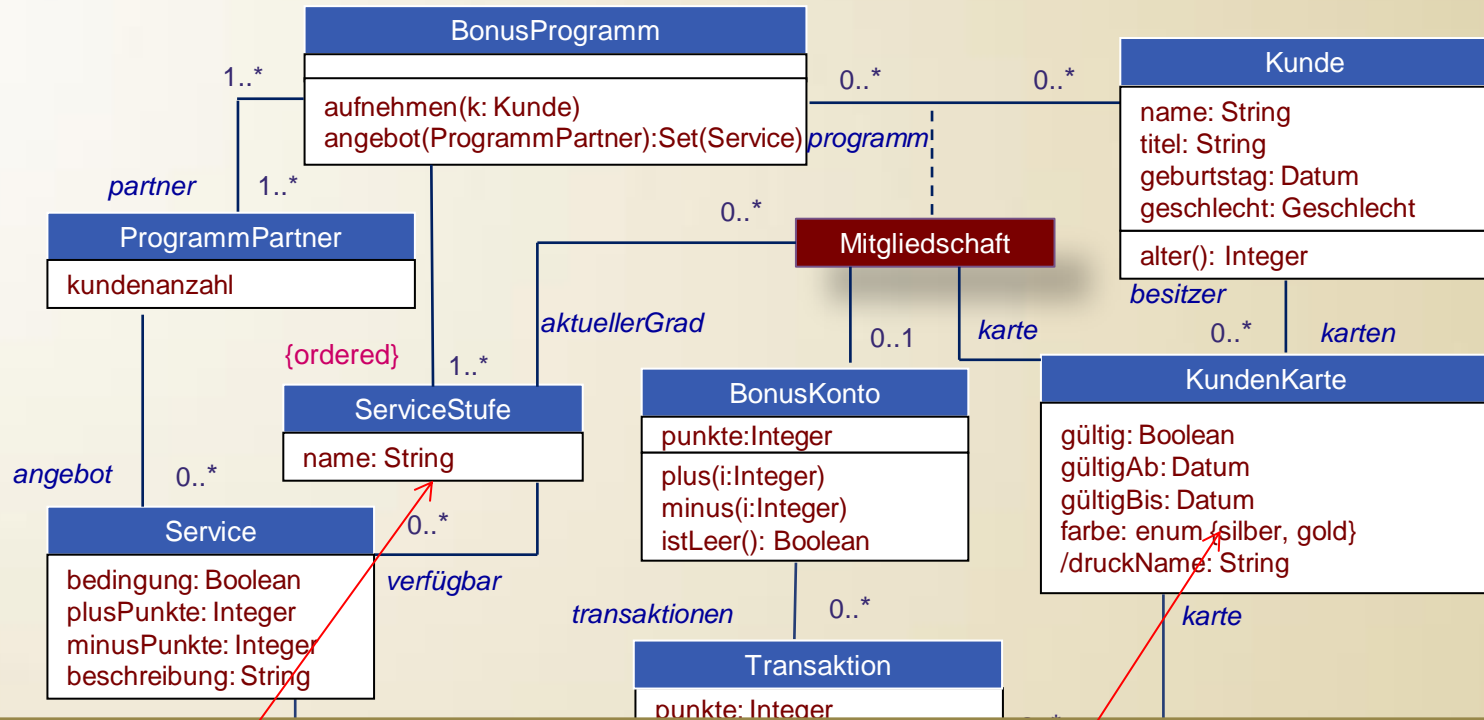 BonusProgramm
aufnehmen(k: Kunde)
angebot(ProgrammPartner):Set(Service)
1..*
0..*
0..*
programm
Kunde
name: String
titel: String
geburtstag: Datum
geschlecht: Geschlecht
alter(): Integer
partner
1..*
ProgrammPartner
kundenanzahl
0..*
Mitgliedschaft
besitzer
aktuellerGrad
0..1
karte
0..*
karten
{ordered}
1..*
ServiceStufe
name: String
BonusKonto
punkte:Integer
plus(i:Integer)
minus(i:Integer)
istLeer(): Boolean
KundenKarte
gültig: Boolean
gültigAb: Datum
gültigBis: Datum
farbe: enum {silber, gold}
/druckName: String
angebot
0..*
0..*
verfügbar
Service
bedingung: Boolean
plusPunkte: Integer
minusPunkte: Integer
beschreibung: String
transaktionen
0..*
karte
Transaktion
punkte: Integer